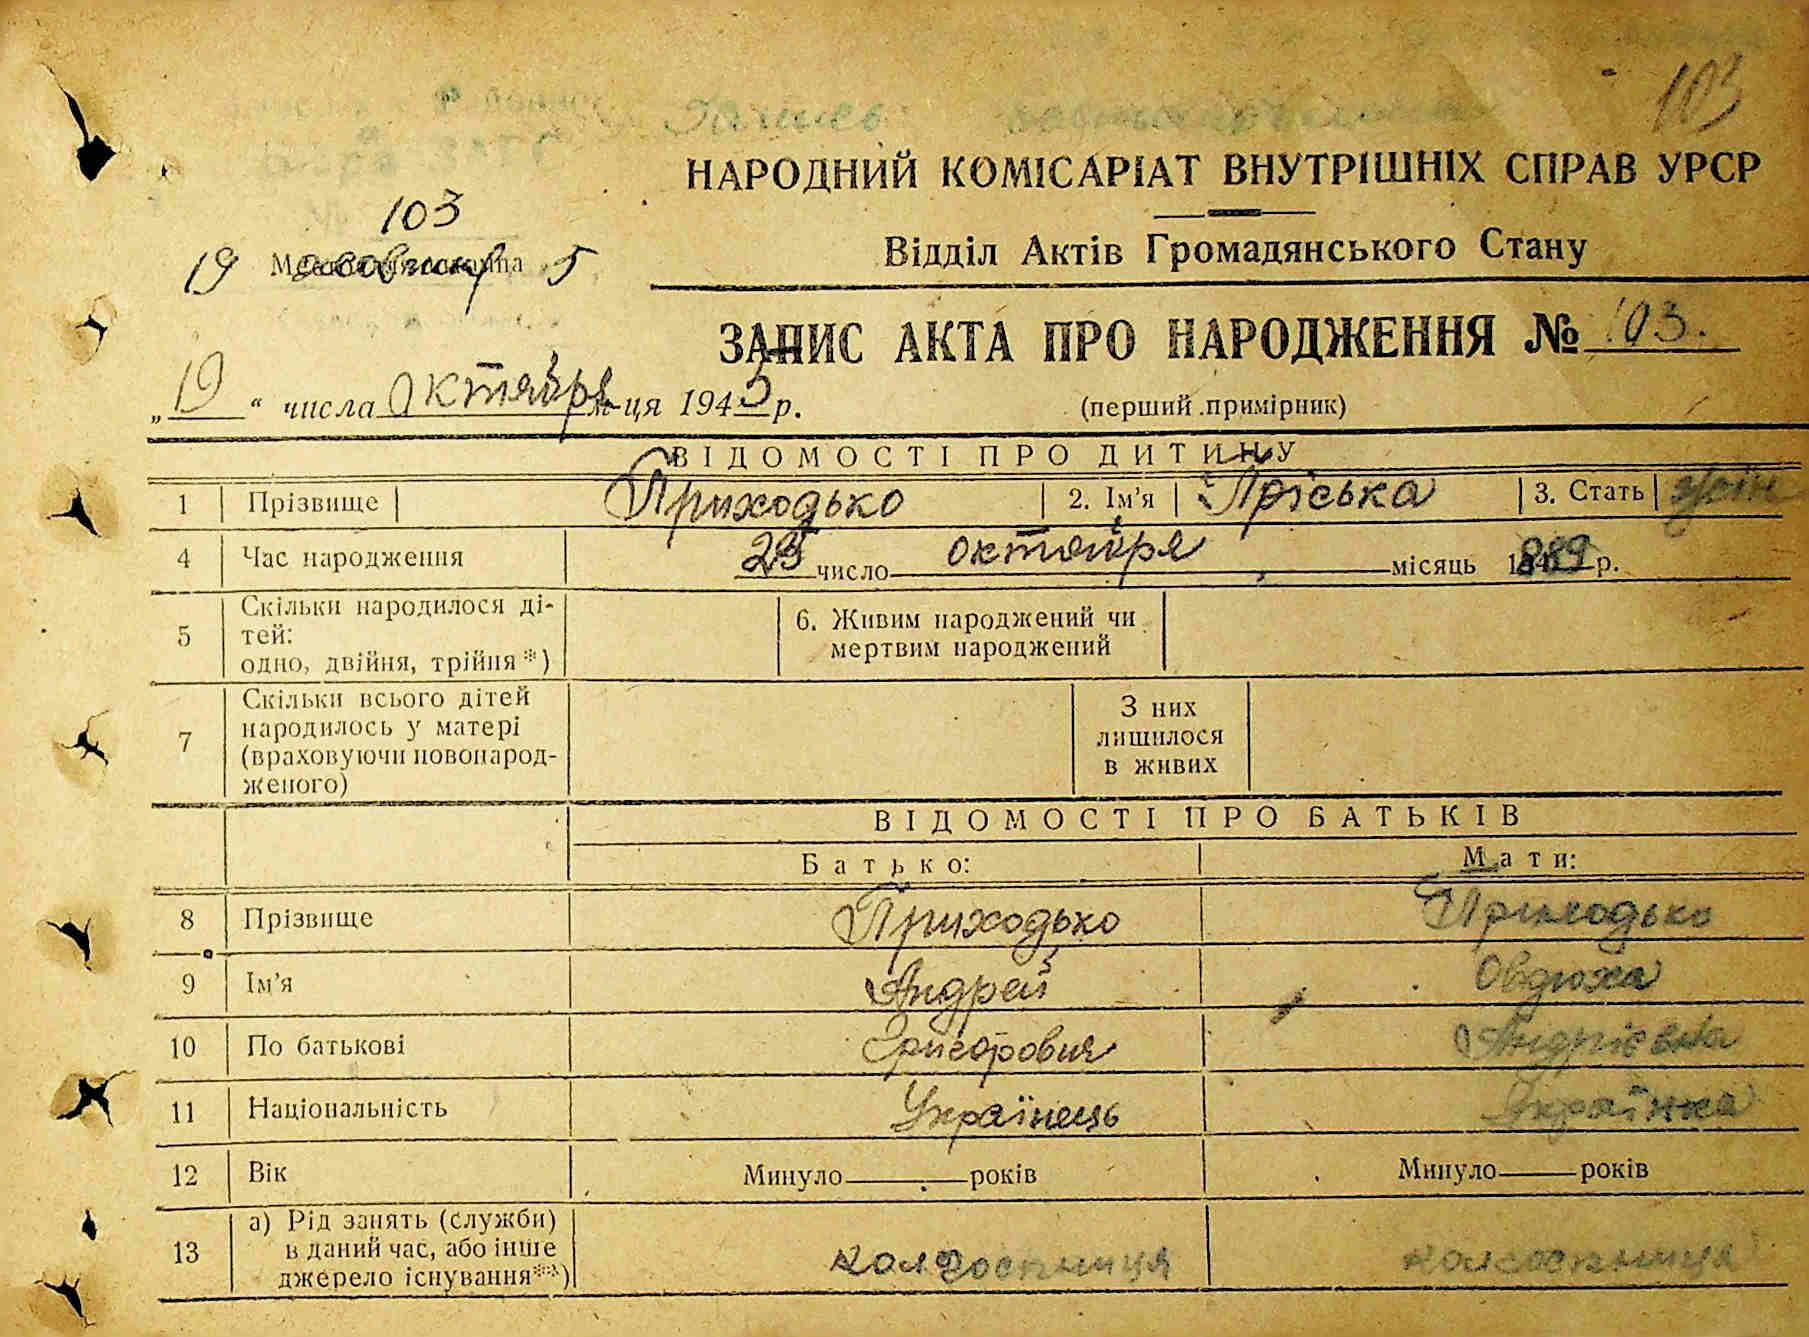 103
НАРОДНИЙ КОМІСАРІАТ ВНУТРІШНІХ СПРАВ УРСР
Відділ Актів Громадянського Стану
103
19 5
ЗАПИС АКТА ПРО НАРОДЖЕННЯ № 103.
„19“ числа Октября м-ця 1945 р.
(перший примірник)
ВІДОМОСТІ ПРО ДИТИНУ
1 Прізвище Приходько 2. Ім’я Пріська 3. Стать жін
4 Час народження 25 число октября місяць 1889 р.
5 Скільки народилося дітей: одно, двійня, трійня*)
6. Живим народжений чи мертвим народжений
7 Скільки всього дітей народилось у матері (враховуючи новонародженого)
З них лишилося в живих
ВІДОМОСТІ ПРО БАТЬКІВ
Батько: Мати:
8 Прізвище Приходько Приходько
9 Ім’я Андрей Овдюха
10 По батькові Григорович Андрієвна
11 Національність Українець Українка
12 Вік Минуло років Минуло років
13 а) Рід занять (служби) в даний час, або інше джерело існування**) колгоспниця колгоспниця